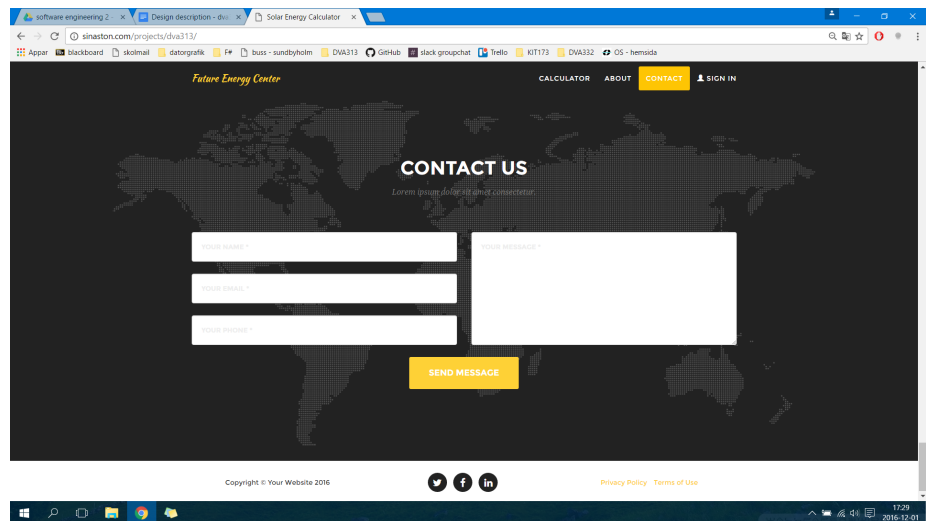 software engineering 2 -
Design description - dva
Solar Energy Calculator
sinaston.com/projects/dva313/
Appar
blackboard
skolmail
datorgrafik
F#
buss - sundbyholm
DVA313
GitHub
slack groupchat
Trello
KIT173
DVA332
OS - hemsida
Future Energy Center
CALCULATOR
ABOUT
CONTACT
SIGN IN
CONTACT US
Lorem ipsum dolor sit amet consectetur.
YOUR NAME *
YOUR MESSAGE *
YOUR EMAIL *
YOUR PHONE *
SEND MESSAGE
Copyright © Your Website 2016
Privacy Policy
Terms of Use
17:29
2016-12-01